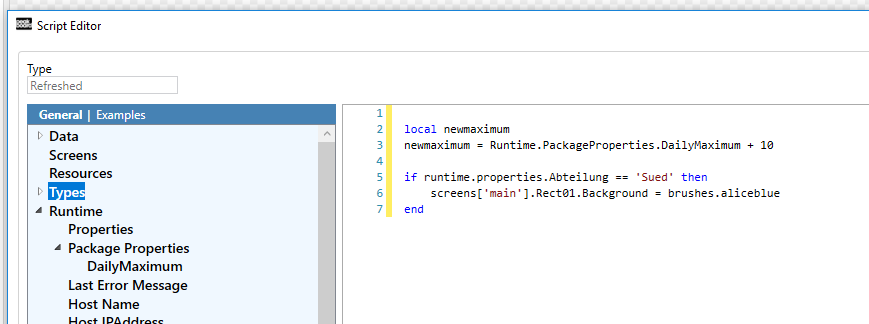 Script Editor
Type
Refreshed
General | Examples
Data
Screens
Resources
Types
Runtime
Properties
Package Properties
DailyMaximum
Last Error Message
Host Name
Host IPAddress
1
2 local newmaximum
3 newmaximum = Runtime.PackageProperties.DailyMaximum + 10
4
5 if runtime.properties.Abteilung == 'Sued' then
6 screens['main'].Rect01.Background = brushes.aliceblue
7 end